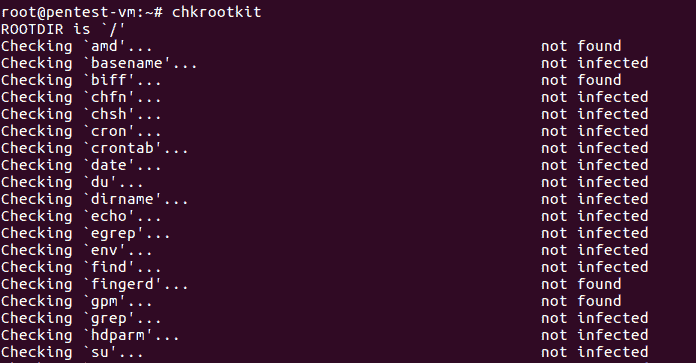 root@pentest-vm:~# chkrootkit
ROOTDIR is `/'
Checking `amd'... not found
Checking `basename'... not infected
Checking `biff'... not found
Checking `chfn'... not infected
Checking `chsh'... not infected
Checking `cron'... not infected
Checking `crontab'... not infected
Checking `date'... not infected
Checking `du'... not infected
Checking `dirname'... not infected
Checking `echo'... not infected
Checking `egrep'... not infected
Checking `env'... not infected
Checking `find'... not infected
Checking `fingerd'... not found
Checking `gpm'... not found
Checking `grep'... not infected
Checking `hdparm'... not infected
Checking `su'... not infected